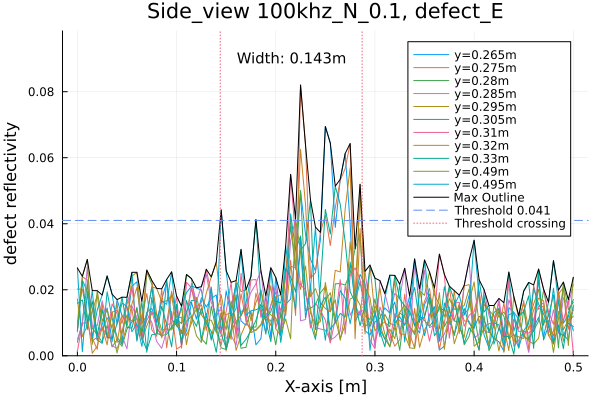 Side_view 100khz_N_0.1, defect_E
Width: 0.143m
y=0.265m
y=0.275m
y=0.28m
y=0.285m
y=0.295m
y=0.305m
y=0.31m
y=0.32m
y=0.33m
y=0.49m
y=0.495m
Max Outline
Threshold 0.041
Threshold crossing
defect reflectivity
0.08
0.06
0.04
0.02
0.00
0.0 0.1 0.2 0.3 0.4 0.5
X-axis [m]